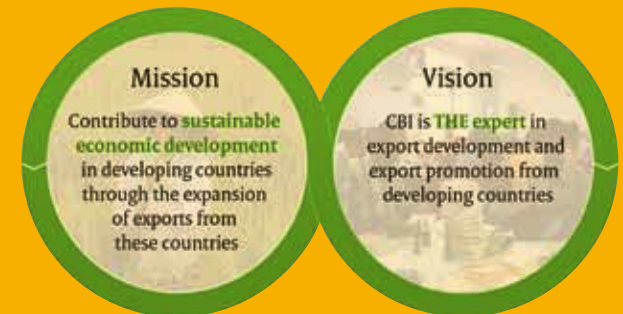 Mission
Contribute to sustainable
economic development
in developing countries
through the expansion
of exports from
these countries
Vision
CBI is THE expert in
export development and
export promotion from
developing countries